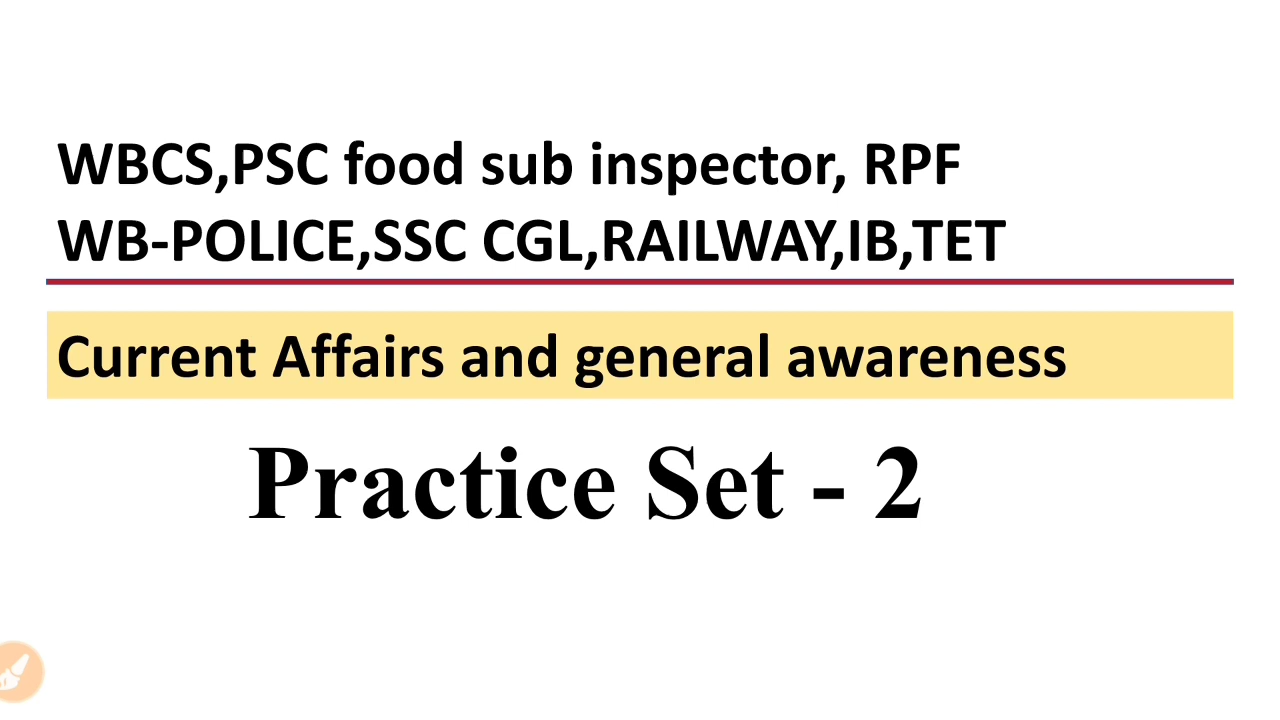 WBCS,PSC food sub inspector, RPF
WB-POLICE,SSC CGL,RAILWAY,IB,TET
Current Affairs and general awareness
Practice Set - 2